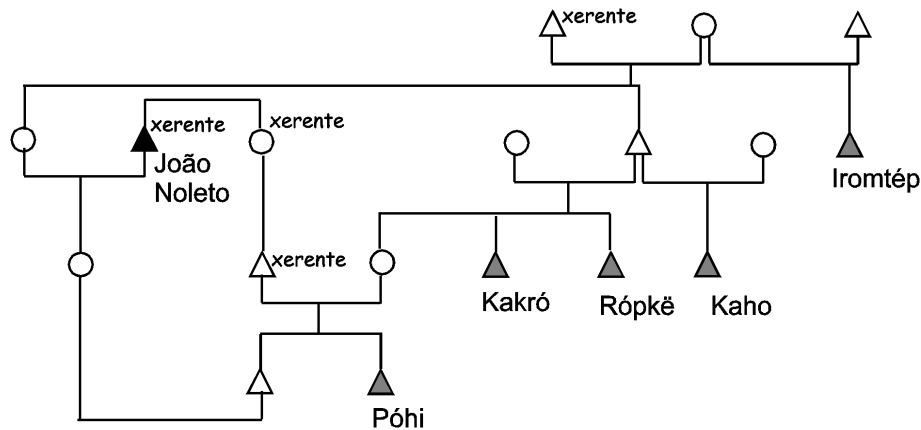 xerente
xerente
xerente
João
Noleto
Iromtép
xerente
Kakró
Rópkë
Kaho
Póhi